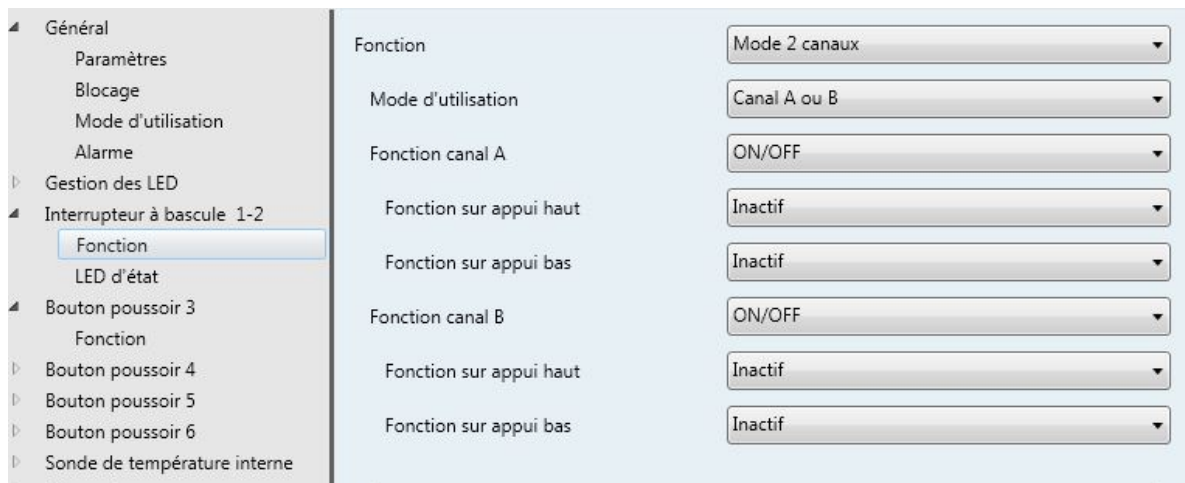 Général
Paramètres
Blocage
Mode d'utilisation
Alarme
Gestion des LED
Interrupteur à bascule 1-2
Fonction
LED d'état
Bouton poussoir 3
Fonction
Bouton poussoir 4
Bouton poussoir 5
Bouton poussoir 6
Sonde de température interne
Fonction Mode 2 canaux
Mode d'utilisation Canal A ou B
Fonction canal A ON/OFF
Fonction sur appui haut Inactif
Fonction sur appui bas Inactif
Fonction canal B ON/OFF
Fonction sur appui haut Inactif
Fonction sur appui bas Inactif